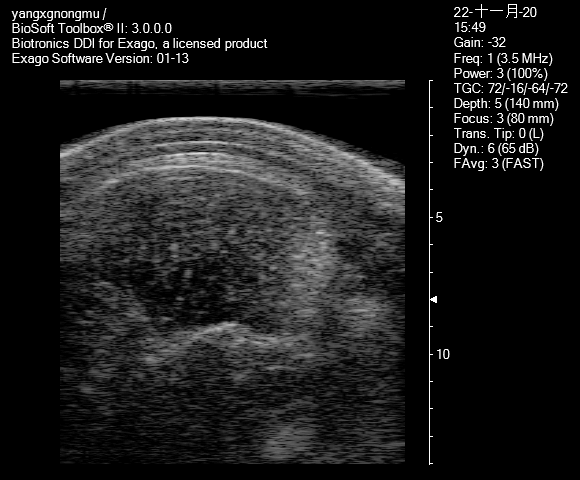 yangxgnongmu /
BioSoft Toolbox® II: 3.0.0.0
Biotronics DDI for Exago, a licensed product
Exago Software Version: 01-13
22-十一月-20
15:49
Gain: -32
Freq: 1 (3.5 MHz)
Power: 3 (100%)
TGC: 72/-16/-64/-72
Depth: 5 (140 mm)
Focus: 3 (80 mm)
Trans. Tip: 0 (L)
Dyn.: 6 (65 dB)
FAvg: 3 (FAST)
5
10